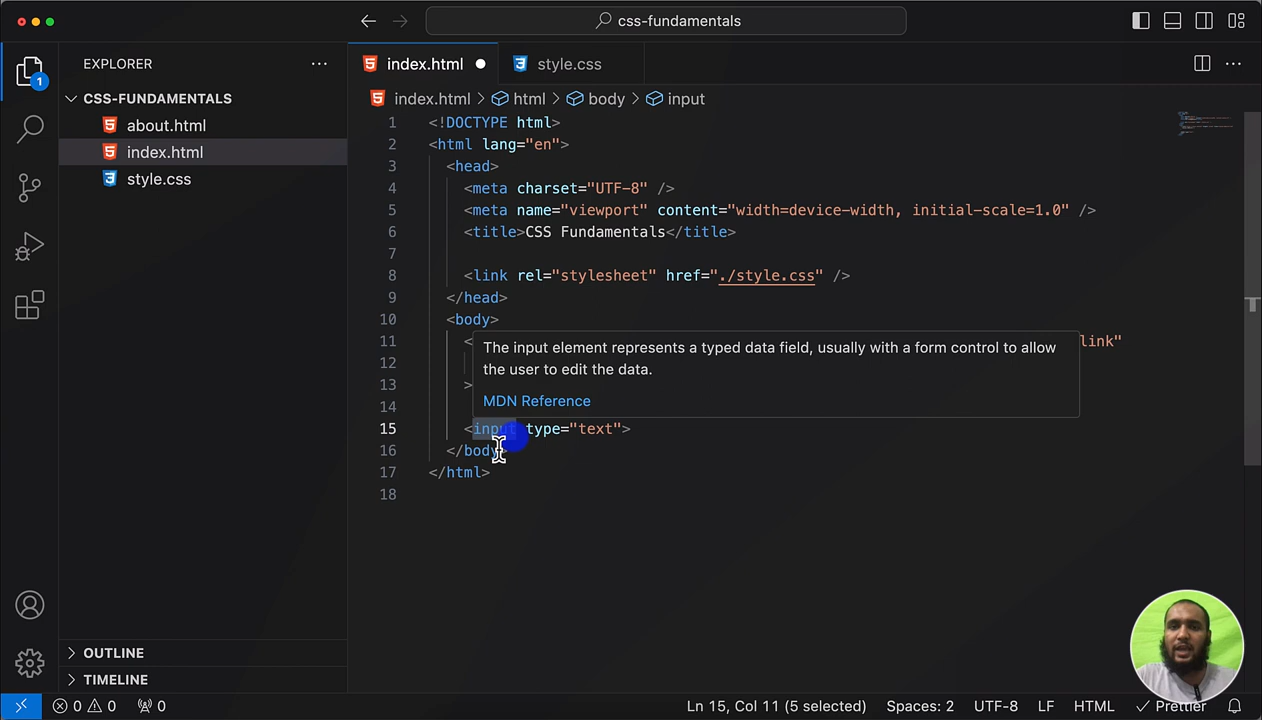 css-fundamentals
EXPLORER
CSS-FUNDAMENTALS
about.html
index.html
style.css
OUTLINE
TIMELINE
1
index.html
style.css
index.html > html > body > input
1 <!DOCTYPE html>
2 <html lang="en">
3 <head>
4 <meta charset="UTF-8" />
5 <meta name="viewport" content="width=device-width, initial-scale=1.0" />
6 <title>CSS Fundamentals</title>
7
8 <link rel="stylesheet" href="./style.css" />
9 </head>
10 <body>
11 < link"
The input element represents a typed data field, usually with a form control to allow
the user to edit the data.
MDN Reference
12
13 >
14
15 <input type="text">
16 </body>
17 </html>
18
0 0 0
Ln 15, Col 11 (5 selected) Spaces: 2 UTF-8 LF HTML Prettier